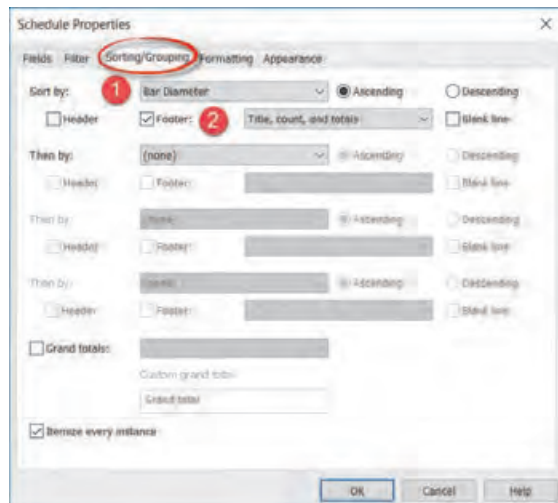 Schedule Properties
Fields Filter Sorting/Grouping Formatting Appearance
Sort by: 1 Bar Diameter Ascending Descending
Header Footer: 2 Title, count, and totals Blank line
Then by: (none) Ascending Descending
Header Footer: Blank line
Then by: (none) Ascending Descending
Header Footer: Blank line
Then by: (none) Ascending Descending
Header Footer: Blank line
Grand totals:
Custom grand total
Grand total
Itemize every instance
OK Cancel Help